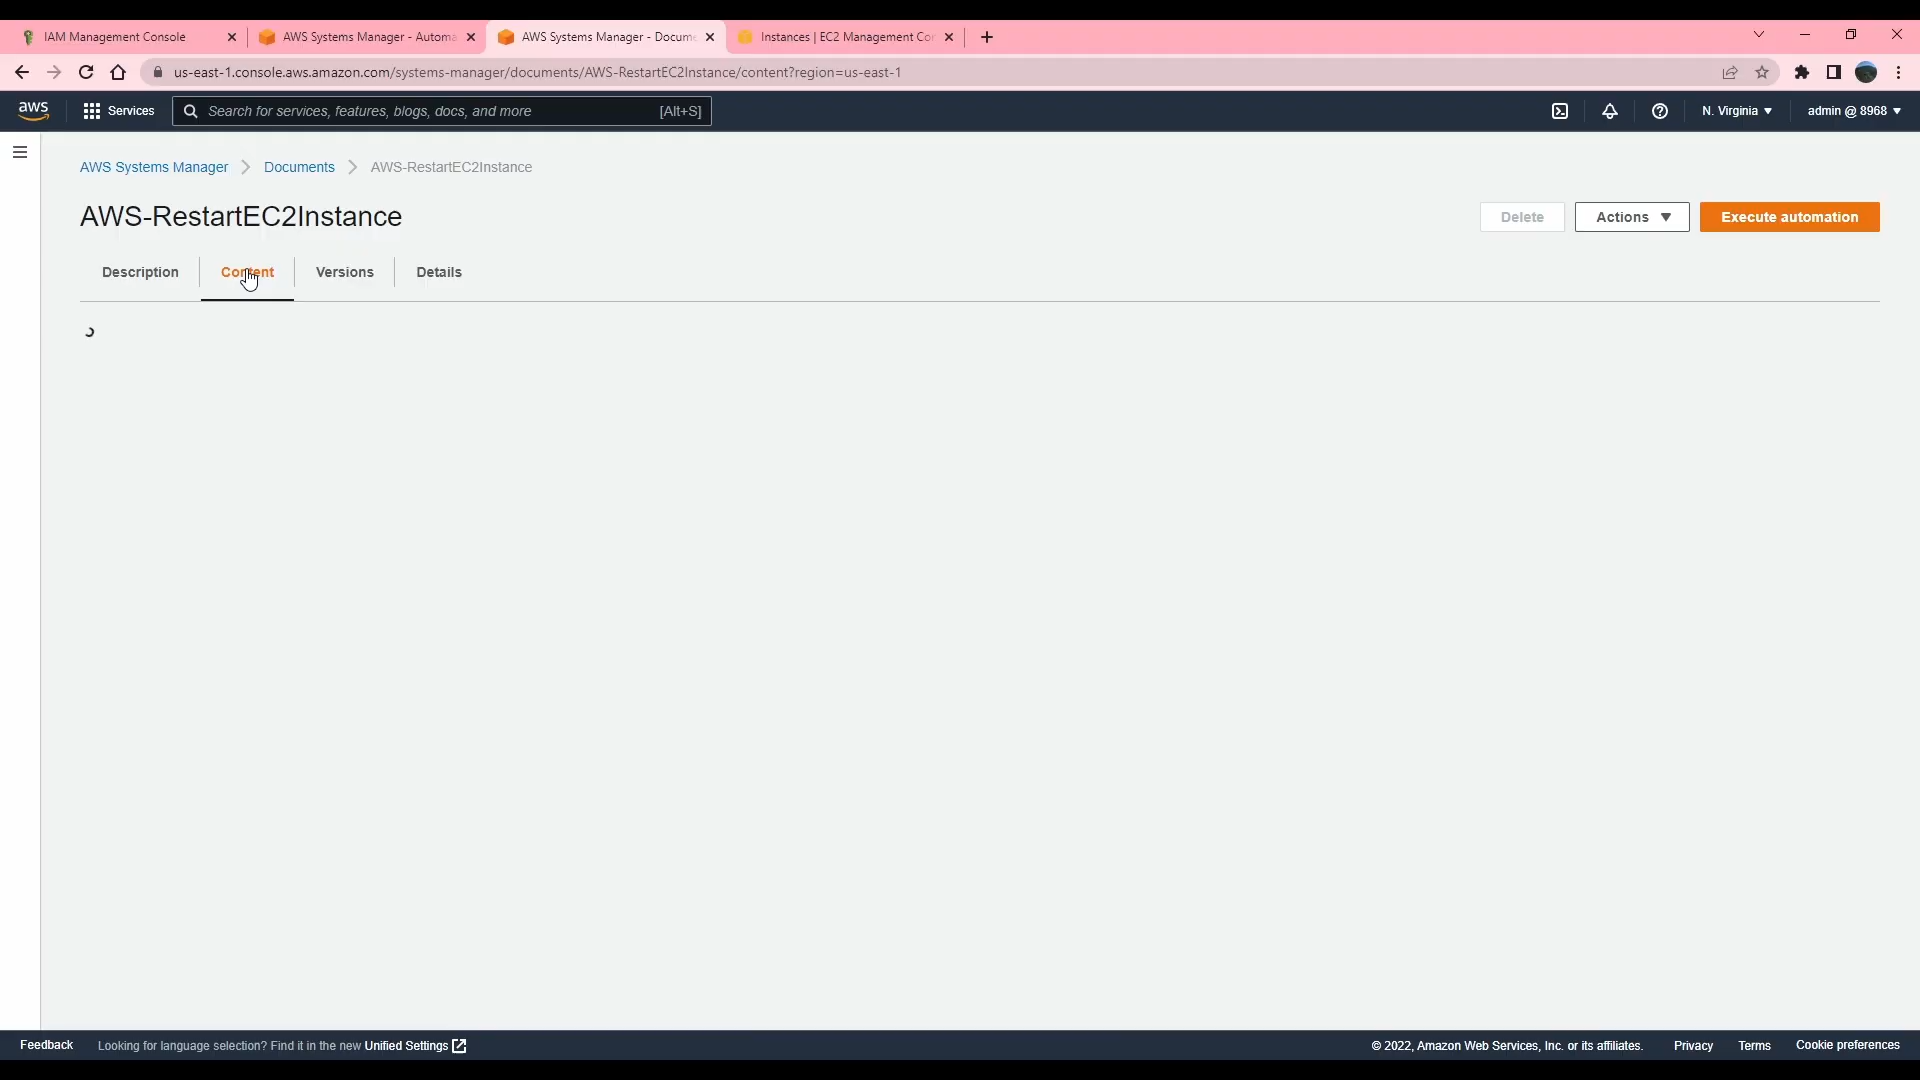 IAM Management Console
AWS Systems Manager - Automa
AWS Systems Manager - Docume
Instances | EC2 Management Con
us-east-1.console.aws.amazon.com/systems-manager/documents/AWS-RestartEC2Instance/content?region=us-east-1
aws
Services
Search for services, features, blogs, docs, and more
[Alt+S]
N. Virginia
admin @ 8968
AWS Systems Manager
Documents
AWS-RestartEC2Instance
AWS-RestartEC2Instance
Delete
Actions
Execute automation
Description
Content
Versions
Details
Feedback
Looking for language selection? Find it in the new Unified Settings
© 2022, Amazon Web Services, Inc. or its affiliates.
Privacy
Terms
Cookie preferences